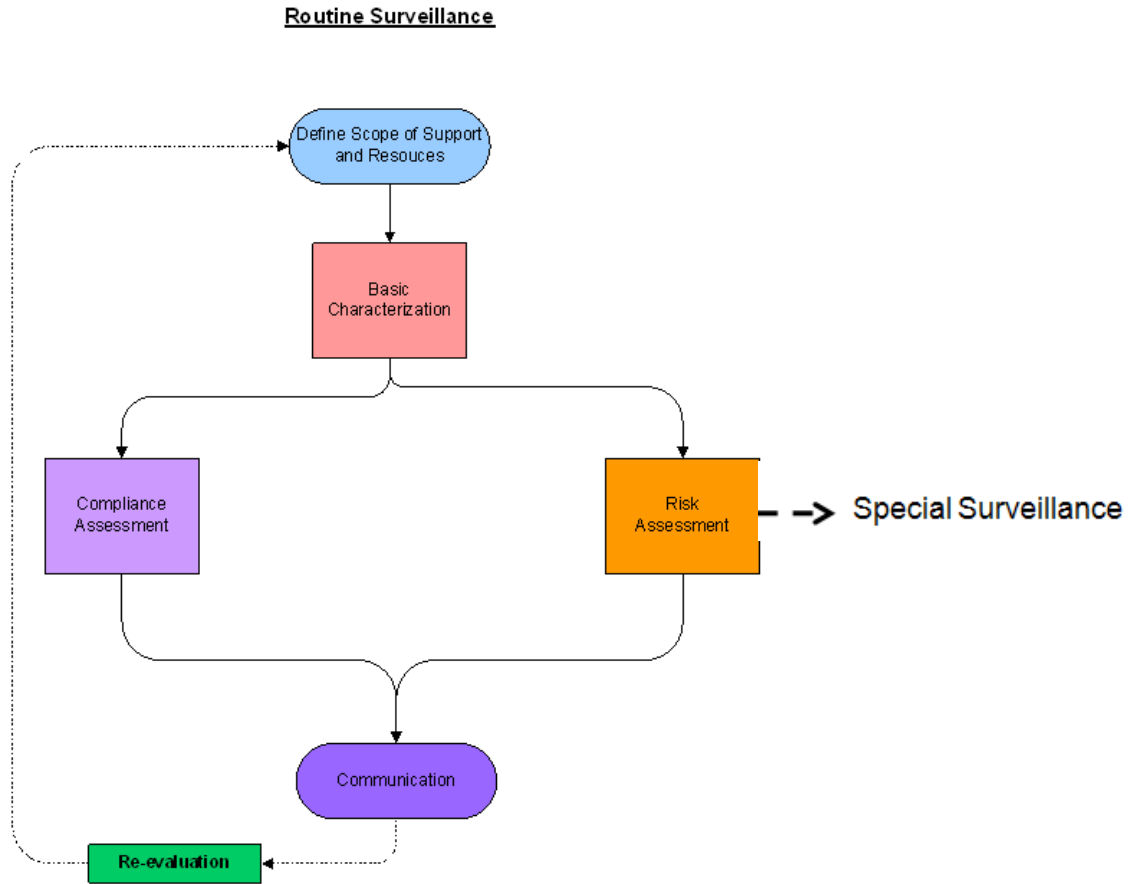 Routine Surveillance
Define Scope of Support
and Resouces
Basic
Characterization
Compliance
Assessment
Risk
Assessment
Special Surveillance
Communication
Re-evaluation